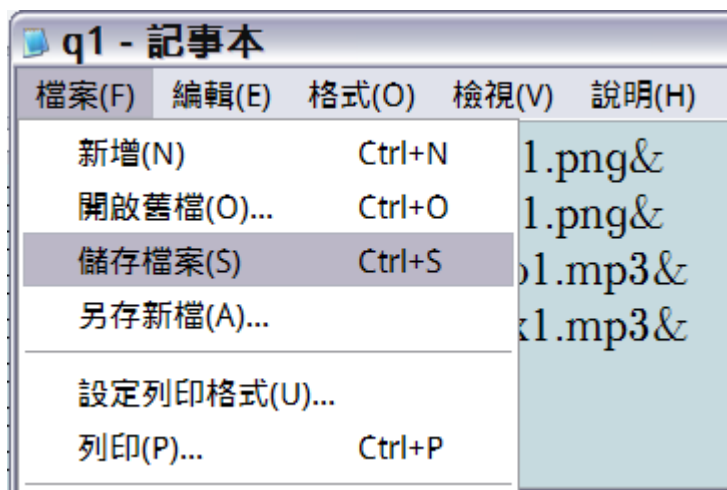 q1 - 記事本
檔案(F) 編輯(E) 格式(O) 檢視(V) 說明(H)
新增(N) Ctrl+N 1.png&
開啟舊檔(O)... Ctrl+O 1.png&
儲存檔案(S) Ctrl+S 1.mp3&
另存新檔(A)... 1.mp3&
設定列印格式(U)...
列印(P)... Ctrl+P